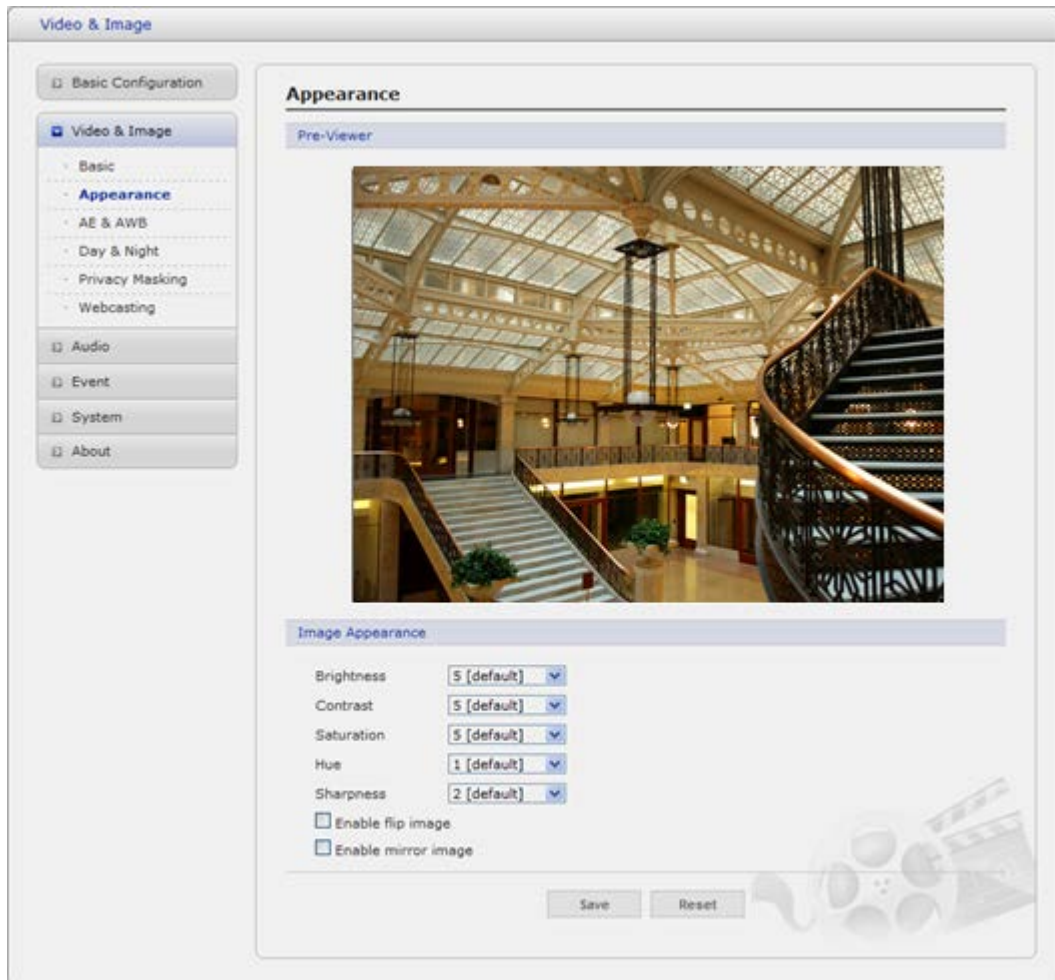 Video & Image
Basic Configuration
Video & Image
Basic
Appearance
AE & AWB
Day & Night
Privacy Masking
Webcasting
Audio
Event
System
About
Appearance
Pre-Viewer
Image Appearance
Brightness 5 [default]
Contrast 5 [default]
Saturation 5 [default]
Hue 1 [default]
Sharpness 2 [default]
Enable flip image
Enable mirror image
Save Reset